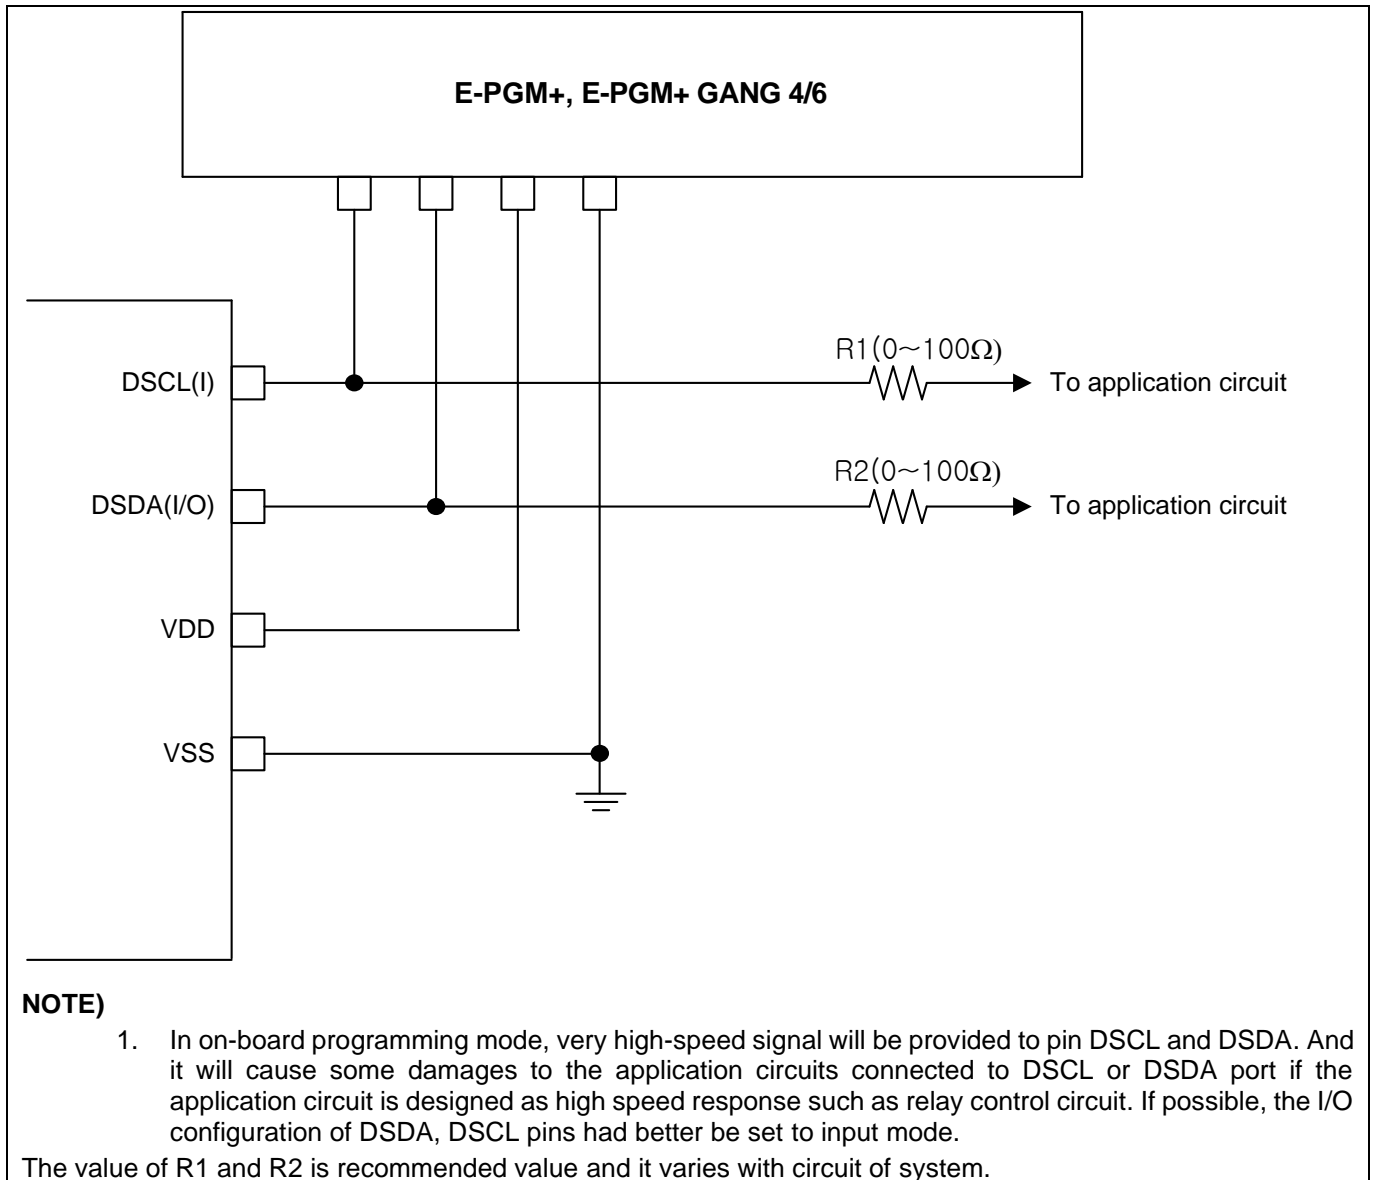 E-PGM+, E-PGM+ GANG 4/6
R1(0~100Ω)
DSCL(I)
To application circuit
R2(0~100Ω)
DSDA(I/O)
To application circuit
VDD
VSS
NOTE)
1. In on-board programming mode, very high-speed signal will be provided to pin DSCL and DSDA. And
it will cause some damages to the application circuits connected to DSCL or DSDA port if the
application circuit is designed as high speed response such as relay control circuit. If possible, the I/O
configuration of DSDA, DSCL pins had better be set to input mode.
The value of R1 and R2 is recommended value and it varies with circuit of system.